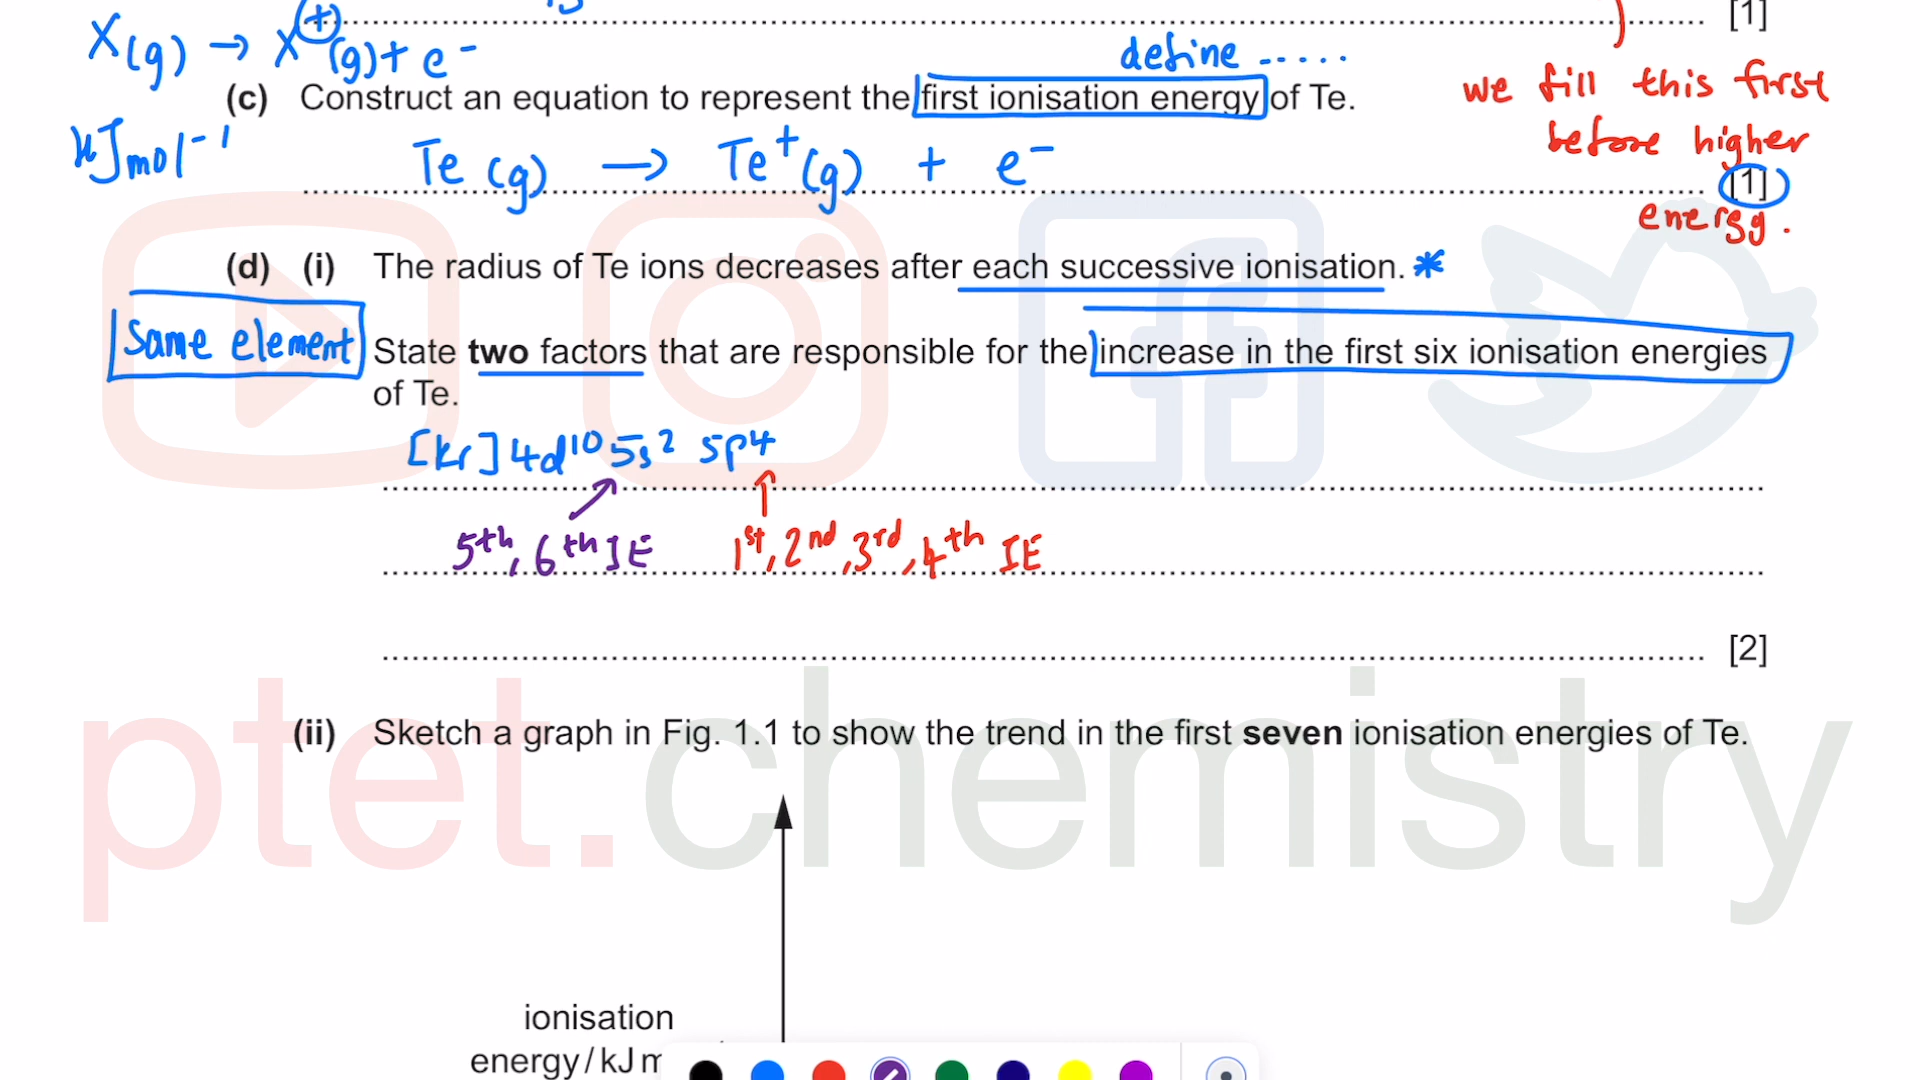 [1]
X(g) → X⁺(g) + e⁻
define .....
(c) Construct an equation to represent the first ionisation energy of Te.
we fill this first
before higher
energy.
kJmol⁻¹
Te (g) → Te⁺(g) + e⁻
[1]
(d) (i) The radius of Te ions decreases after each successive ionisation. *
Same element
State two factors that are responsible for the increase in the first six ionisation energies
of Te.
[kr] 4d¹⁰ 5s² 5p⁴
5th, 6th IE 1st, 2nd, 3rd, 4th IE
[2]
ptet.chemistry
(ii) Sketch a graph in Fig. 1.1 to show the trend in the first seven ionisation energies of Te.
ionisation
energy / kJ m